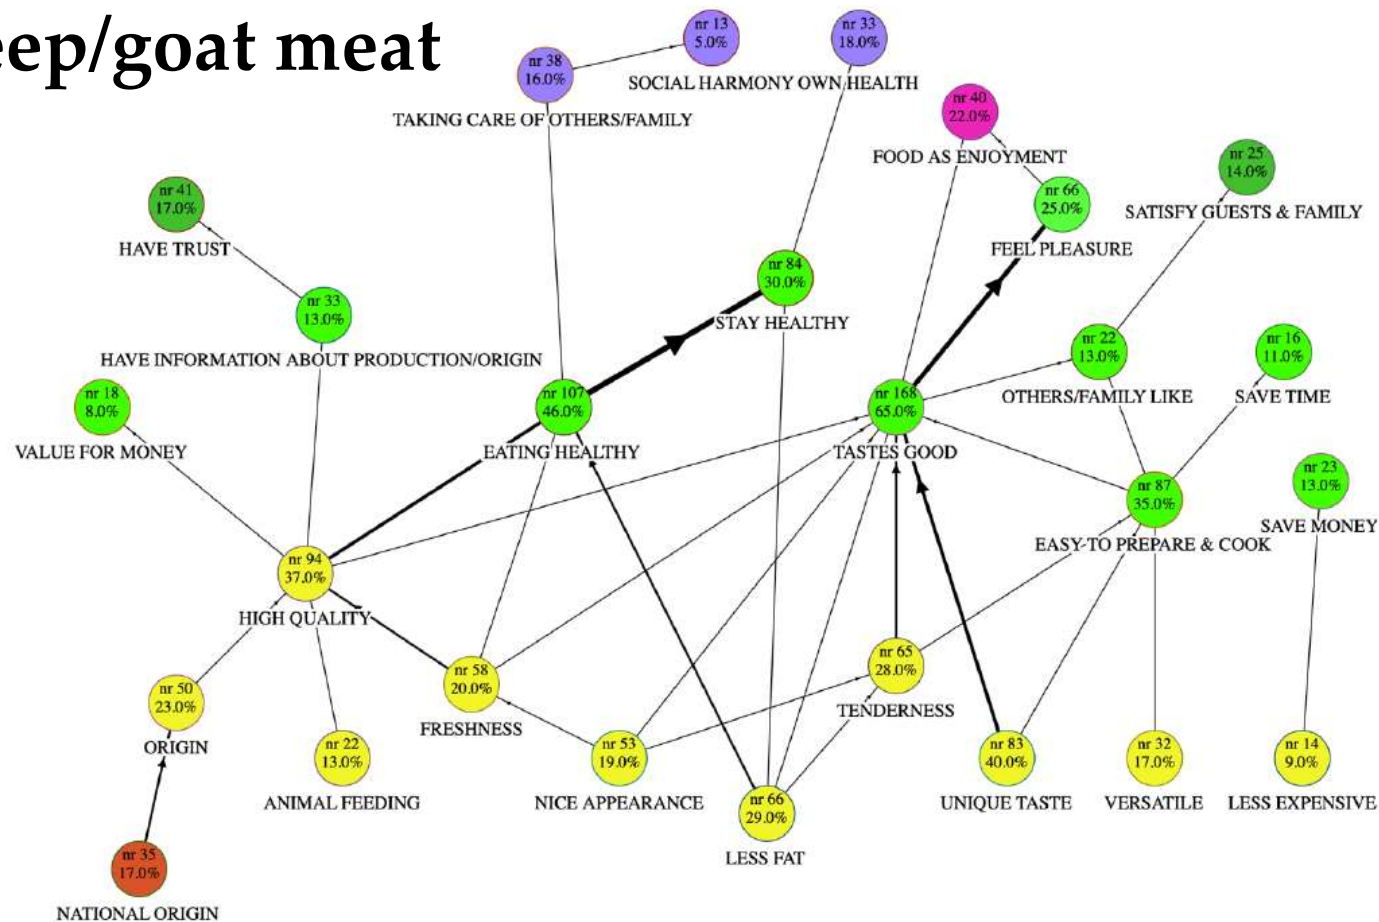 eep/goat meat
nr 13
5.0%
SOCIAL HARMONY
nr 33
18.0%
OWN HEALTH
nr 38
16.0%
TAKING CARE OF OTHERS/FAMILY
nr 40
22.0%
FOOD AS ENJOYMENT
nr 25
14.0%
SATISFY GUESTS & FAMILY
nr 41
17.0%
HAVE TRUST
nr 66
25.0%
FEEL PLEASURE
nr 84
30.0%
STAY HEALTHY
nr 33
13.0%
HAVE INFORMATION ABOUT PRODUCTION/ORIGIN
nr 22
13.0%
OTHERS/FAMILY LIKE
nr 16
11.0%
SAVE TIME
nr 18
8.0%
VALUE FOR MONEY
nr 107
46.0%
EATING HEALTHY
nr 168
65.0%
TASTES GOOD
nr 87
35.0%
EASY-TO PREPARE & COOK
nr 23
13.0%
SAVE MONEY
nr 94
37.0%
HIGH QUALITY
nr 58
20.0%
FRESHNESS
nr 65
28.0%
TENDERNESS
nr 50
23.0%
ORIGIN
nr 22
13.0%
ANIMAL FEEDING
nr 53
19.0%
NICE APPEARANCE
nr 66
29.0%
LESS FAT
nr 83
40.0%
UNIQUE TASTE
nr 32
17.0%
VERSATILE
nr 14
9.0%
LESS EXPENSIVE
nr 35
17.0%
NATIONAL ORIGIN